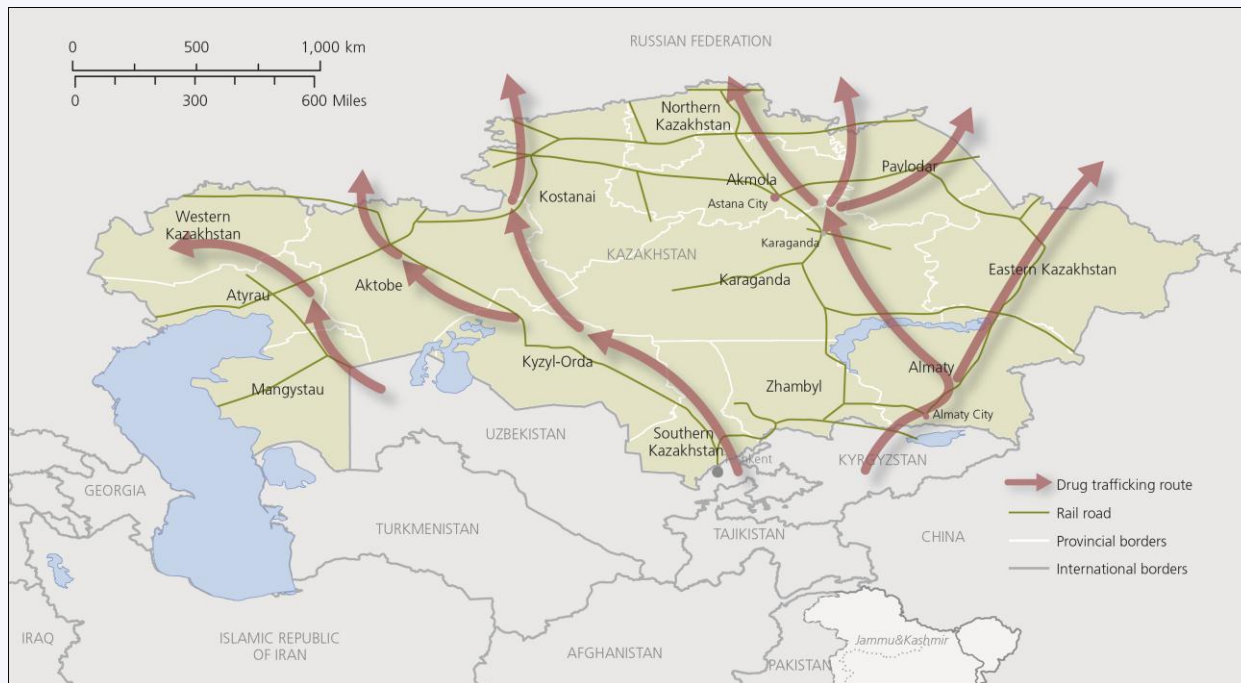 0 500 1,000 km
0 300 600 Miles
RUSSIAN FEDERATION
Northern
Kazakhstan
Pavlodar
Akmola
Astana City
Kostanai
Western
Kazakhstan
KAZAKHSTAN
Karaganda
Eastern Kazakhstan
Karaganda
Atyrau
Aktobe
Kyzyl-Orda
Almaty
Zhambyl
Mangystau
Almaty City
UZBEKISTAN
Southern
Kazakhstan
KYRGYZSTAN
GEORGIA
TURKMENISTAN
TAJIKISTAN
CHINA
Drug trafficking route
Rail road
Provincial borders
International borders
IRAQ
ISLAMIC REPUBLIC
OF IRAN
AFGHANISTAN
PAKISTAN
Jammu&Kashmir